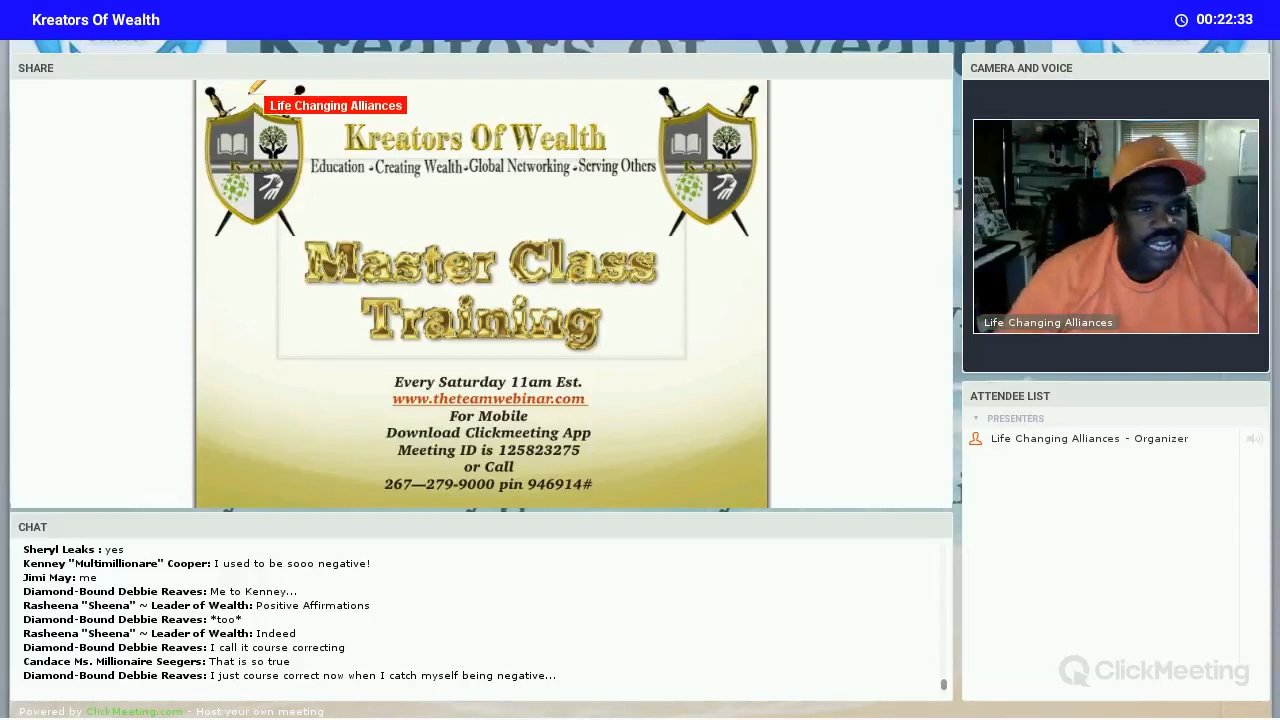 Kreators Of Wealth
00:22:33
Kreators of Wealth
SHARE
Life Changing Alliances
Kreators Of Wealth
Education - Creating Wealth - Global Networking - Serving Others
K.O.W
K.O.W
Master Class
Training
Every Saturday 11am Est.
www.theteamwebinar.com
For Mobile
Download Clickmeeting App
Meeting ID is 125823275
or Call
267—279-9000 pin 946914#
CAMERA AND VOICE
Life Changing Alliances
ATTENDEE LIST
PRESENTERS
Life Changing Alliances - Organizer
CHAT
Sheryl Leaks : yes
Kenney "Multimillionare" Cooper: I used to be sooo negative!
Jimi May: me
Diamond-Bound Debbie Reaves: Me to Kenney...
Rasheena "Sheena" ~ Leader of Wealth: Positive Affirmations
Diamond-Bound Debbie Reaves: *too*
Rasheena "Sheena" ~ Leader of Wealth: Indeed
Diamond-Bound Debbie Reaves: I call it course correcting
Candace Ms. Millionaire Seegers: That is so true
Diamond-Bound Debbie Reaves: I just course correct now when I catch myself being negative...
ClickMeeting
Powered by ClickMeeting.com - Host your own meeting